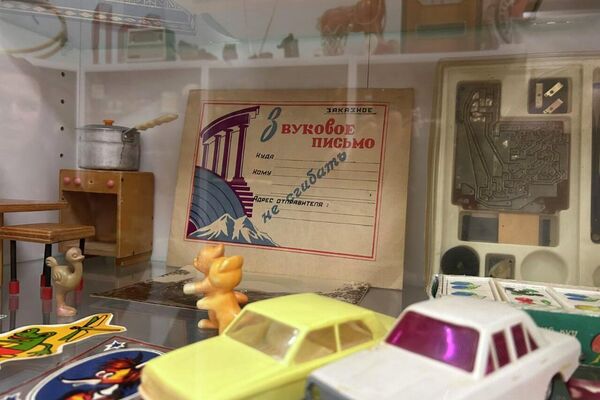 ЗАКАЗНОЕ
Звуковое
письмо
Куда
Кому
не сгибать
Адрес отправителя: